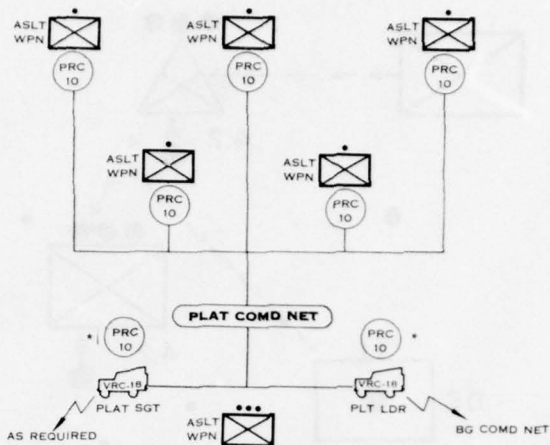 ASLT
WPN
PRC
10
ASLT
WPN
PRC
10
ASLT
WPN
PRC
10
ASLT
WPN
PRC
10
ASLT
WPN
PRC
10
PLAT COMD NET
* PRC
10
PRC *
10
VRC-18
VRC-18
PLAT SGT
PLT LDR
AS REQUIRED
ASLT
WPN
BG COMD NET